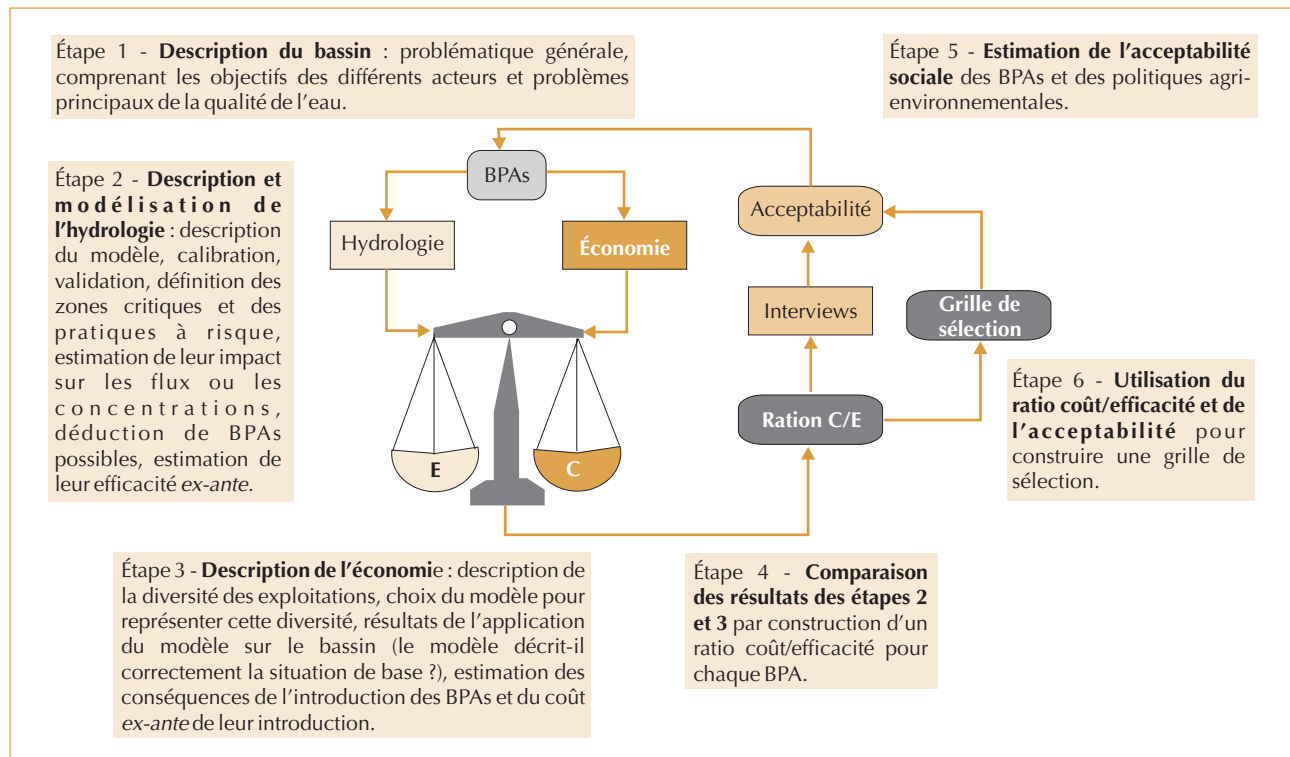 Étape 1 - Description du bassin : problématique générale,
comprenant les objectifs des différents acteurs et problèmes
principaux de la qualité de l'eau.
Étape 5 - Estimation de l'acceptabilité
sociale des BPAs et des politiques agri-
environnementales.
Étape 2 - Description et
modélisation de
l'hydrologie : description
du modèle, calibration,
validation, définition des
zones critiques et des
pratiques à risque,
estimation de leur impact
sur les flux ou les
concentrations,
déduction de BPAs
possibles, estimation de
leur efficacité ex-ante.
BPAs
Hydrologie
Économie
E
C
Acceptabilité
Interviews
Grille de
sélection
Ration C/E
Étape 6 - Utilisation du
ratio coût/efficacité et de
l'acceptabilité pour
construire une grille de
sélection.
Étape 3 - Description de l'économie : description de
la diversité des exploitations, choix du modèle pour
représenter cette diversité, résultats de l'application
du modèle sur le bassin (le modèle décrit-il
correctement la situation de base ?), estimation des
conséquences de l'introduction des BPAs et du coût
ex-ante de leur introduction.
Étape 4 - Comparaison
des résultats des étapes 2
et 3 par construction d'un
ratio coût/efficacité pour
chaque BPA.